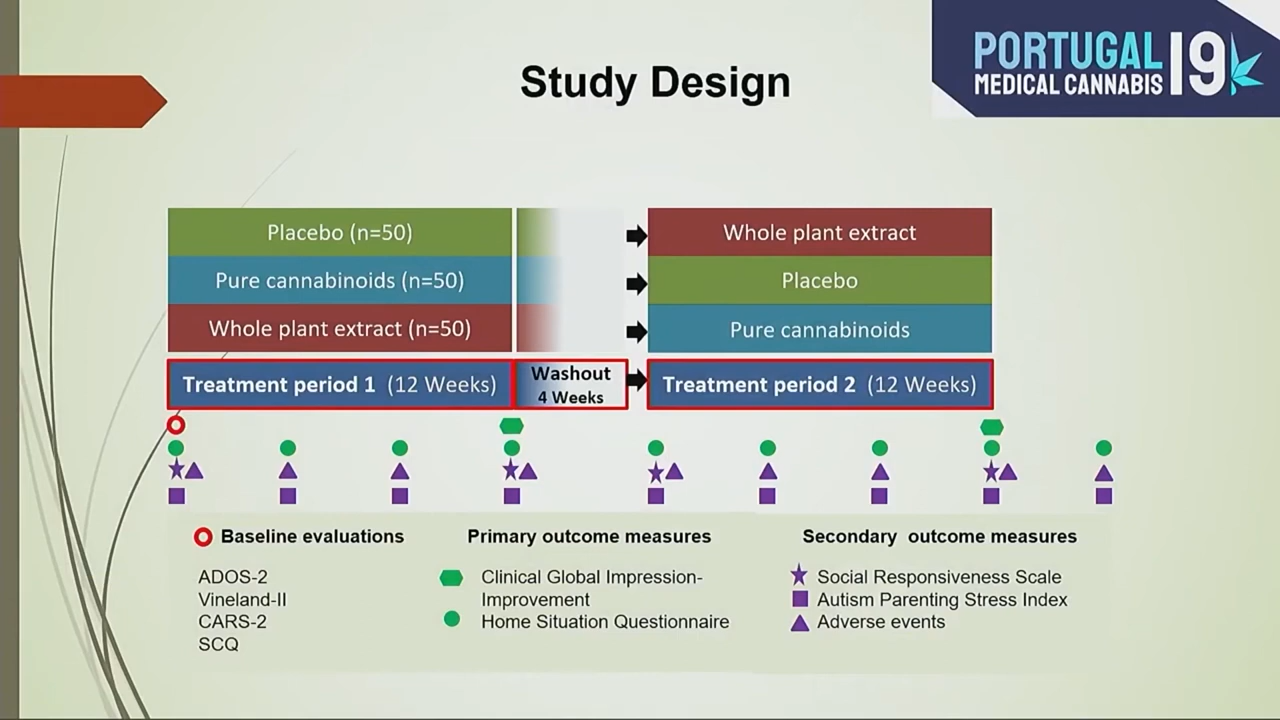 PORTUGAL 19
MEDICAL CANNABIS
Study Design
Placebo (n=50)
Whole plant extract
Pure cannabinoids (n=50)
Placebo
Whole plant extract (n=50)
Pure cannabinoids
Treatment period 1 (12 Weeks)
Washout
4 Weeks
Treatment period 2 (12 Weeks)
Baseline evaluations
ADOS-2
Vineland-II
CARS-2
SCQ
Primary outcome measures
Clinical Global Impression-
Improvement
Home Situation Questionnaire
Secondary outcome measures
Social Responsiveness Scale
Autism Parenting Stress Index
Adverse events